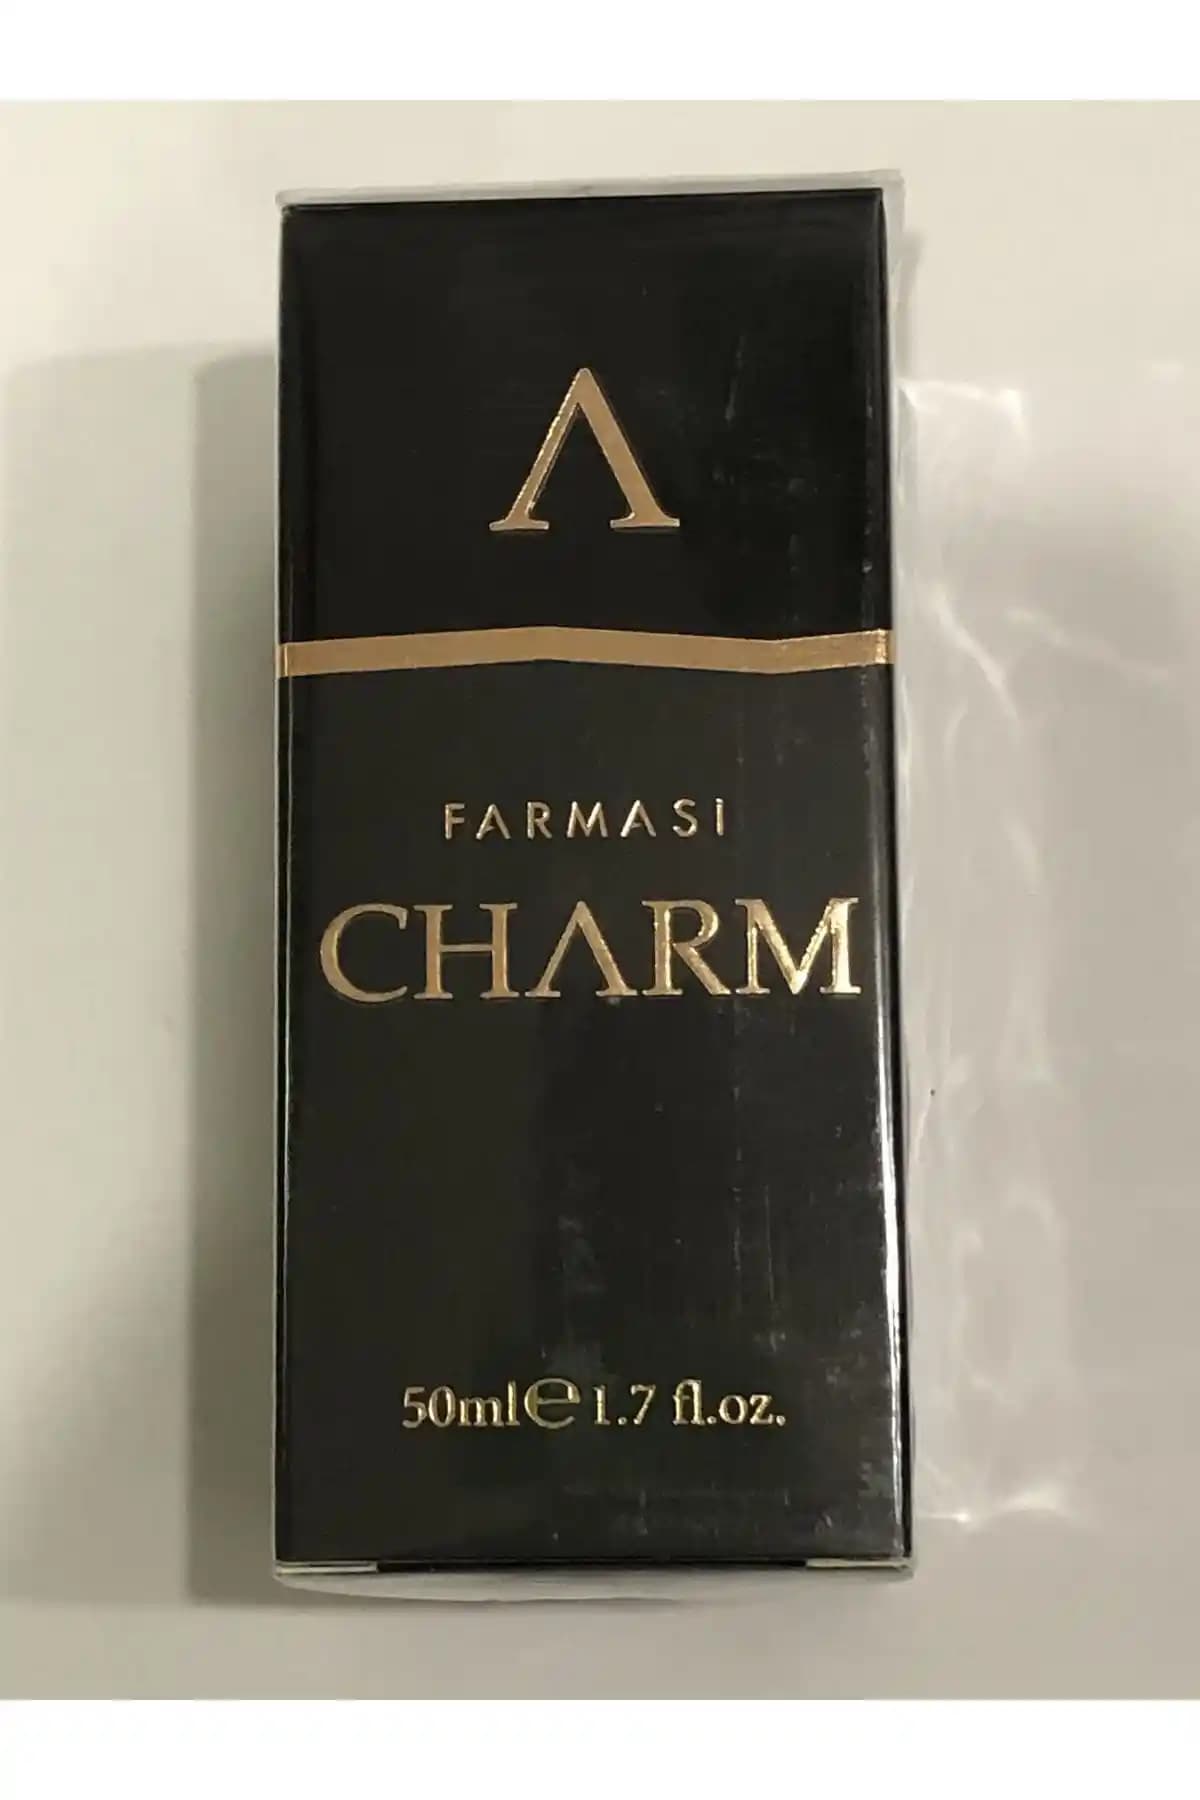 Λ
FARMASi
CHΛRM
50ml℮1.7 fl.oz.